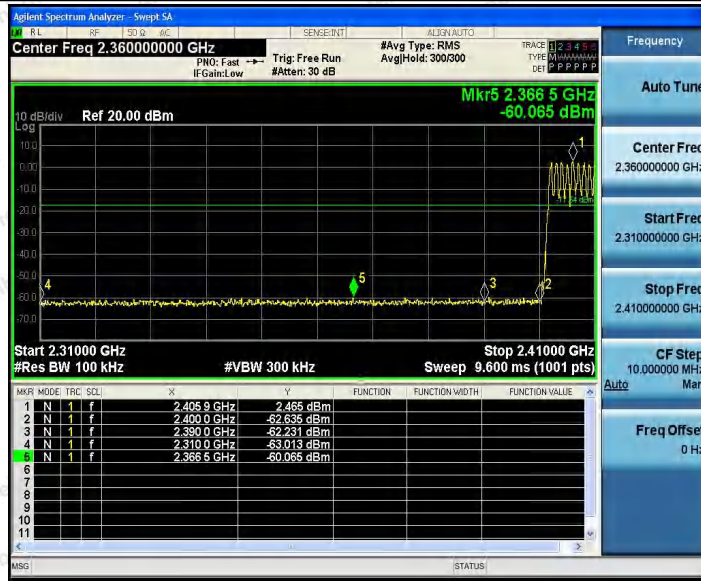 Agilent Spectrum Analyzer - Swept SA
RL RF 50 Ω AC SENSE:INT ALIGN AUTO
Center Freq 2.360000000 GHz
PNO: Fast
IFGain:Low
Trig: Free Run
#Atten: 30 dB
#Avg Type: RMS
Avg|Hold: 300/300
TRACE 1 2 3 4 5 6
TYPE M
DET P P P P P P
Mkr5 2.366 5 GHz
-60.065 dBm
10 dB/div Ref 20.00 dBm
Log
10.0
0.00
-10.0
-20.0
-30.0
-40.0
-50.0
-60.0
-70.0
1
2
3
4
5
Start 2.31000 GHz Stop 2.41000 GHz
#Res BW 100 kHz #VBW 300 kHz Sweep 9.600 ms (1001 pts)
MKR MODE TRC SCL X Y FUNCTION FUNCTION WIDTH FUNCTION VALUE
1 N 1 f 2.405 9 GHz 2.465 dBm
2 N 1 f 2.400 0 GHz -62.635 dBm
3 N 1 f 2.390 0 GHz -62.231 dBm
4 N 1 f 2.310 0 GHz -63.013 dBm
5 N 1 f 2.366 5 GHz -60.065 dBm
6
7
8
9
10
11
MSG STATUS
Frequency
Auto Tune
Center Freq
2.360000000 GHz
Start Freq
2.310000000 GHz
Stop Freq
2.410000000 GHz
CF Step
10.000000 MHz
Auto Man
Freq Offset
0 Hz